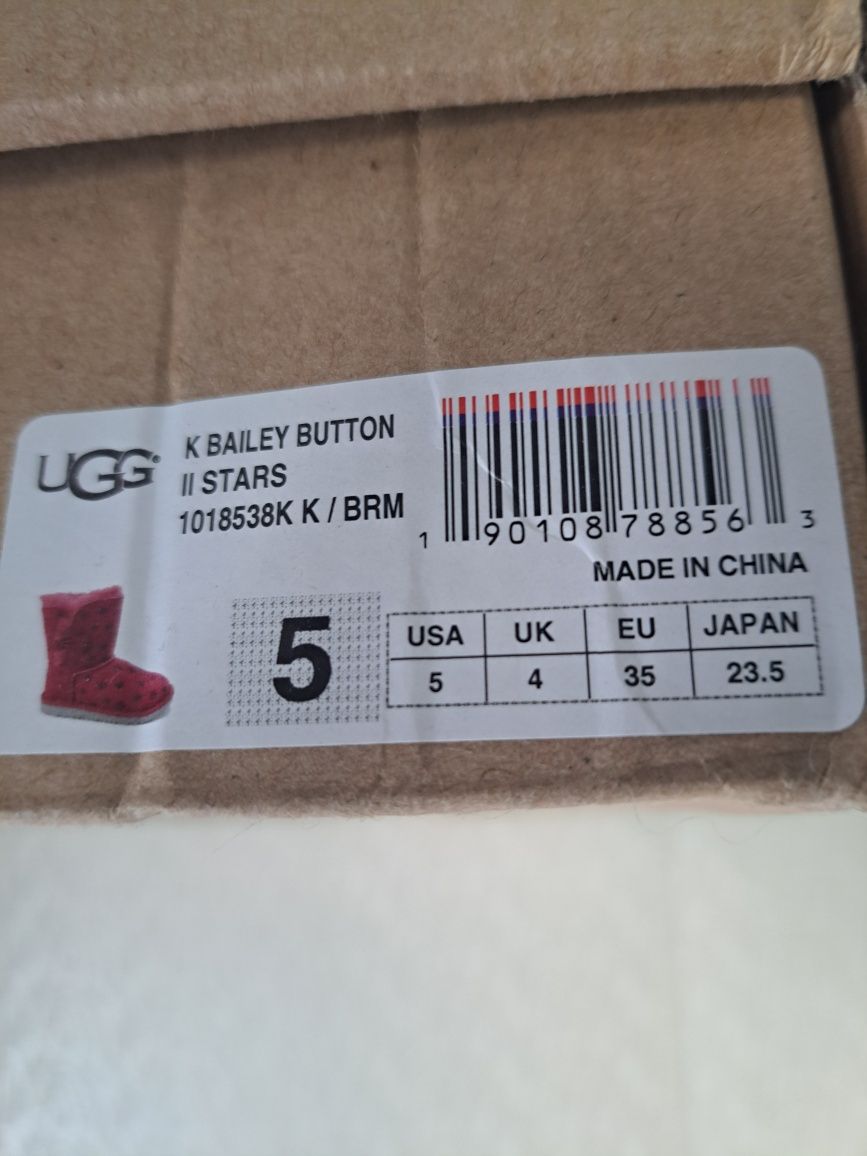 UGG®
K BAILEY BUTTON
II STARS
1018538K K / BRM
1 90108 78856 3
MADE IN CHINA
5
USA UK EU JAPAN
5 4 35 23.5